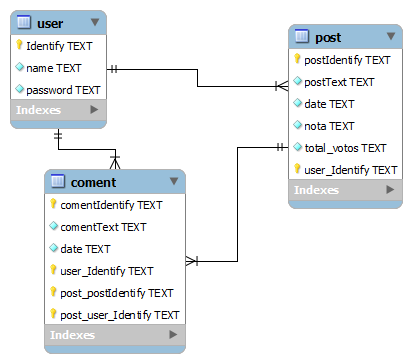 user
Identify TEXT
name TEXT
password TEXT
Indexes
post
postIdentify TEXT
postText TEXT
date TEXT
nota TEXT
total_votos TEXT
user_Identify TEXT
Indexes
coment
comentIdentify TEXT
comentText TEXT
date TEXT
user_Identify TEXT
post_postIdentify TEXT
post_user_Identify TEXT
Indexes